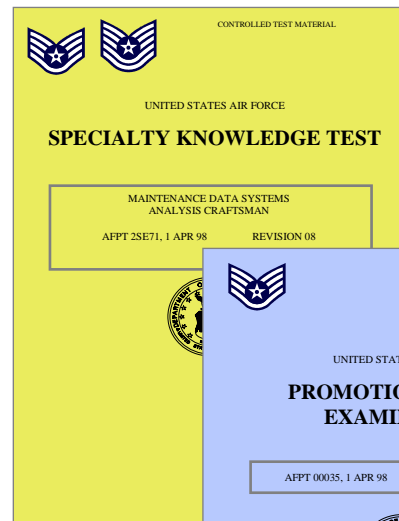 CONTROLLED TEST MATERIAL
UNITED STATES AIR FORCE
SPECIALTY KNOWLEDGE TEST
MAINTENANCE DATA SYSTEMS
ANALYSIS CRAFTSMAN
AFPT 2SE71, 1 APR 98 REVISION 08
UNITED STAT
PROMOTIO
EXAMI
AFPT 00035, 1 APR 98